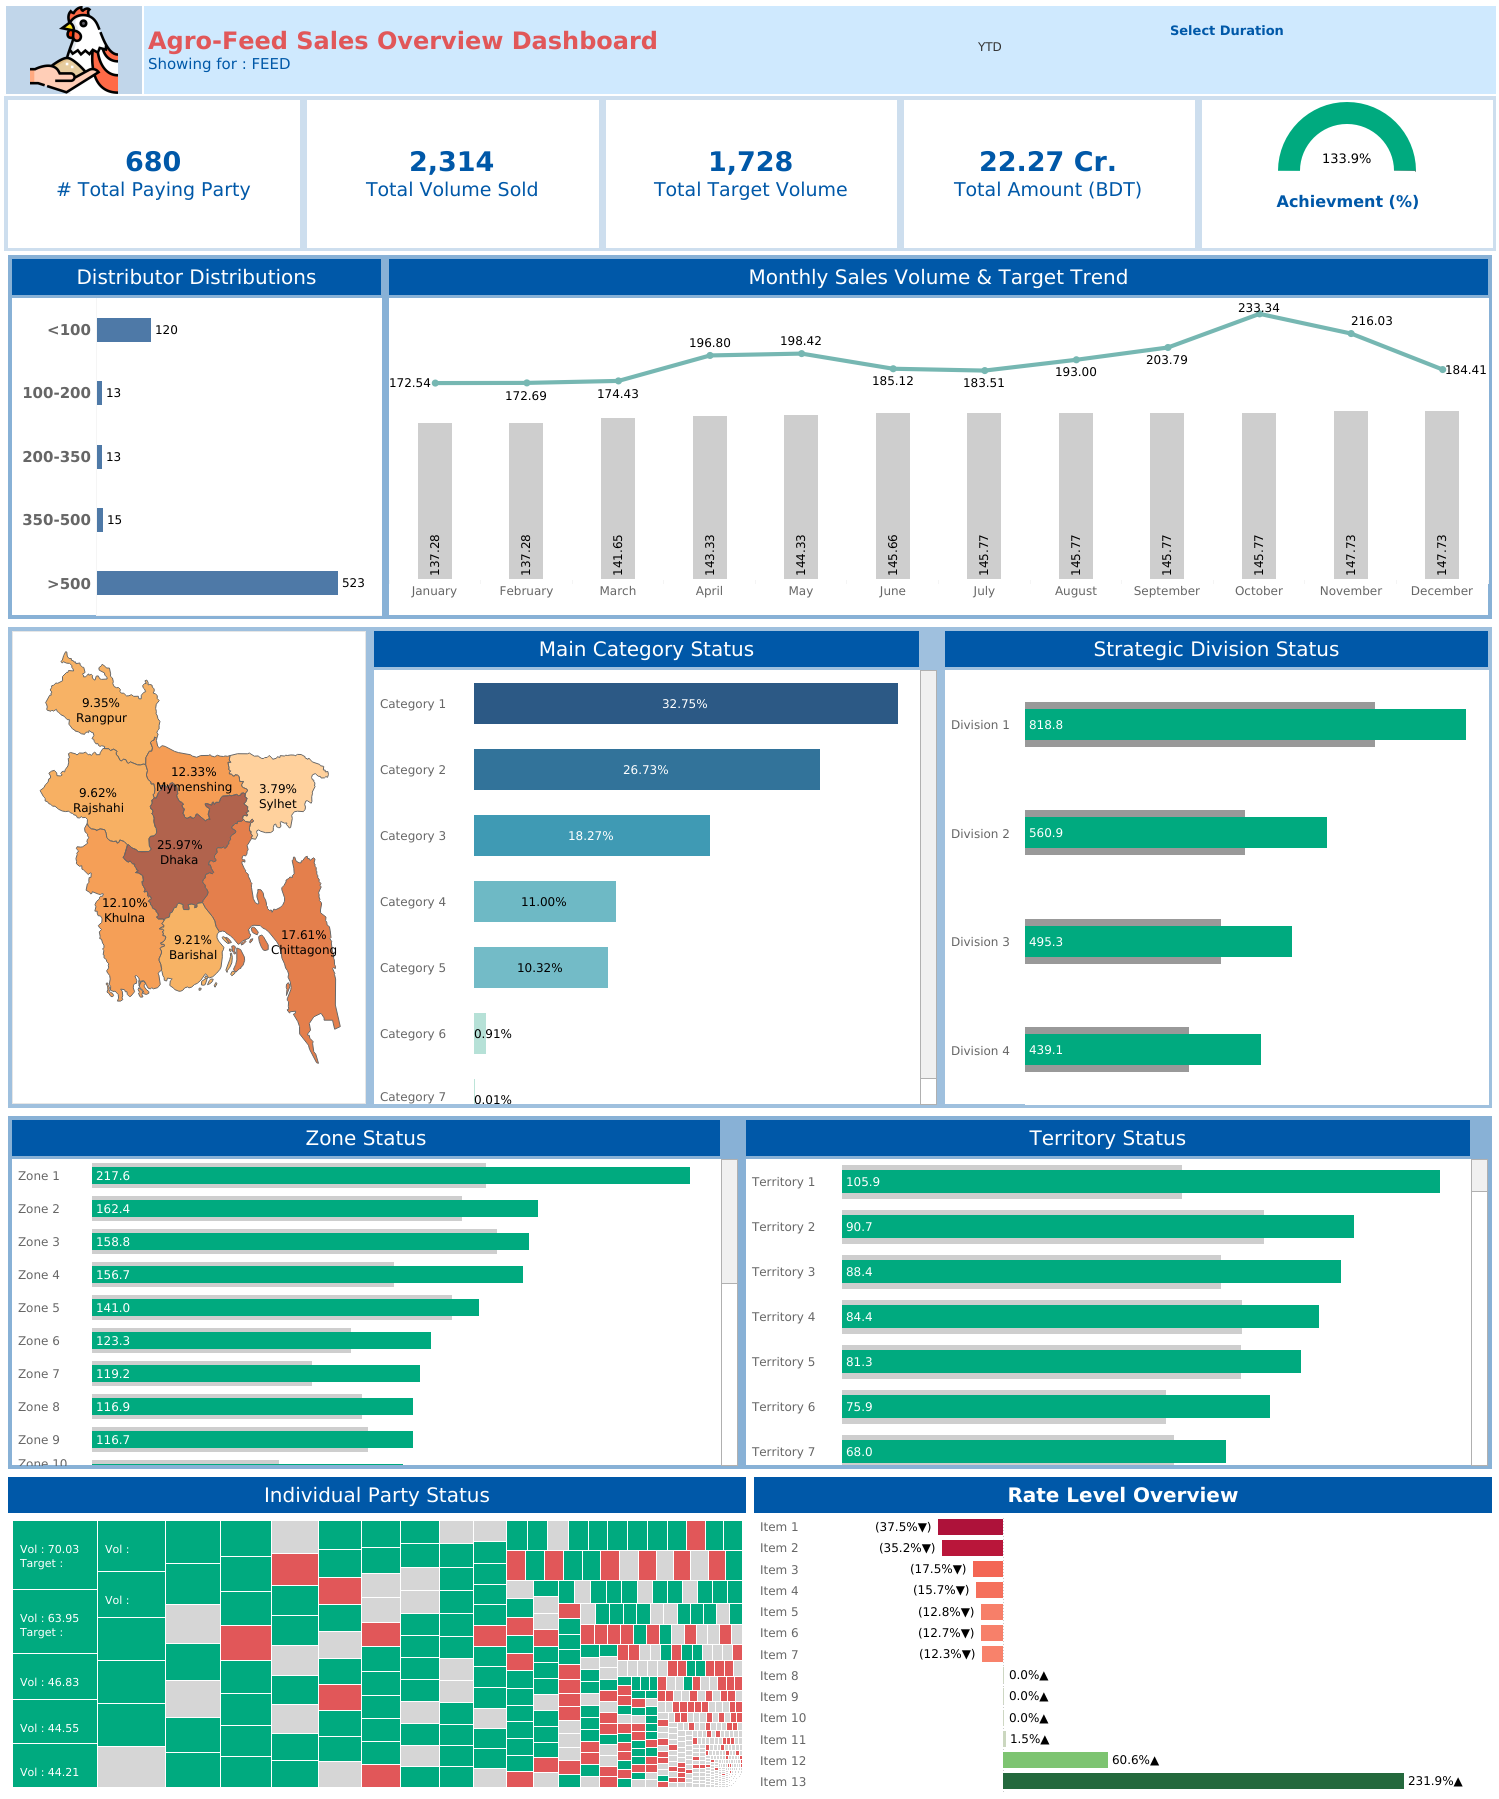 Agro-Feed Sales Overview Dashboard
Showing for : FEED
YTD
Select Duration
680
# Total Paying Party
2,314
Total Volume Sold
1,728
Total Target Volume
22.27 Cr.
Total Amount (BDT)
133.9%
Achievment (%)
Distributor Distributions
<100
120
100-200
13
200-350
13
350-500
15
>500
523
Monthly Sales Volume & Target Trend
172.54
172.69
174.43
196.80
198.42
185.12
183.51
193.00
203.79
233.34
216.03
184.41
137.28
137.28
141.65
143.33
144.33
145.66
145.77
145.77
145.77
145.77
147.73
147.73
January
February
March
April
May
June
July
August
September
October
November
December
9.35%
Rangpur
12.33%
Mymenshing
3.79%
Sylhet
9.62%
Rajshahi
25.97%
Dhaka
12.10%
Khulna
9.21%
Barishal
17.61%
Chittagong
Main Category Status
Category 1
32.75%
Category 2
26.73%
Category 3
18.27%
Category 4
11.00%
Category 5
10.32%
Category 6
0.91%
Category 7
0.01%
Strategic Division Status
Division 1
818.8
Division 2
560.9
Division 3
495.3
Division 4
439.1
Zone Status
Zone 1
217.6
Zone 2
162.4
Zone 3
158.8
Zone 4
156.7
Zone 5
141.0
Zone 6
123.3
Zone 7
119.2
Zone 8
116.9
Zone 9
116.7
Zone 10
Territory Status
Territory 1
105.9
Territory 2
90.7
Territory 3
88.4
Territory 4
84.4
Territory 5
81.3
Territory 6
75.9
Territory 7
68.0
Individual Party Status
Vol : 70.03
Target :
Vol : 63.95
Target :
Vol : 46.83
Vol : 44.55
Vol : 44.21
Vol :
Vol :
Rate Level Overview
Item 1
(37.5%▼)
Item 2
(35.2%▼)
Item 3
(17.5%▼)
Item 4
(15.7%▼)
Item 5
(12.8%▼)
Item 6
(12.7%▼)
Item 7
(12.3%▼)
Item 8
0.0%▲
Item 9
0.0%▲
Item 10
0.0%▲
Item 11
1.5%▲
Item 12
60.6%▲
Item 13
231.9%▲